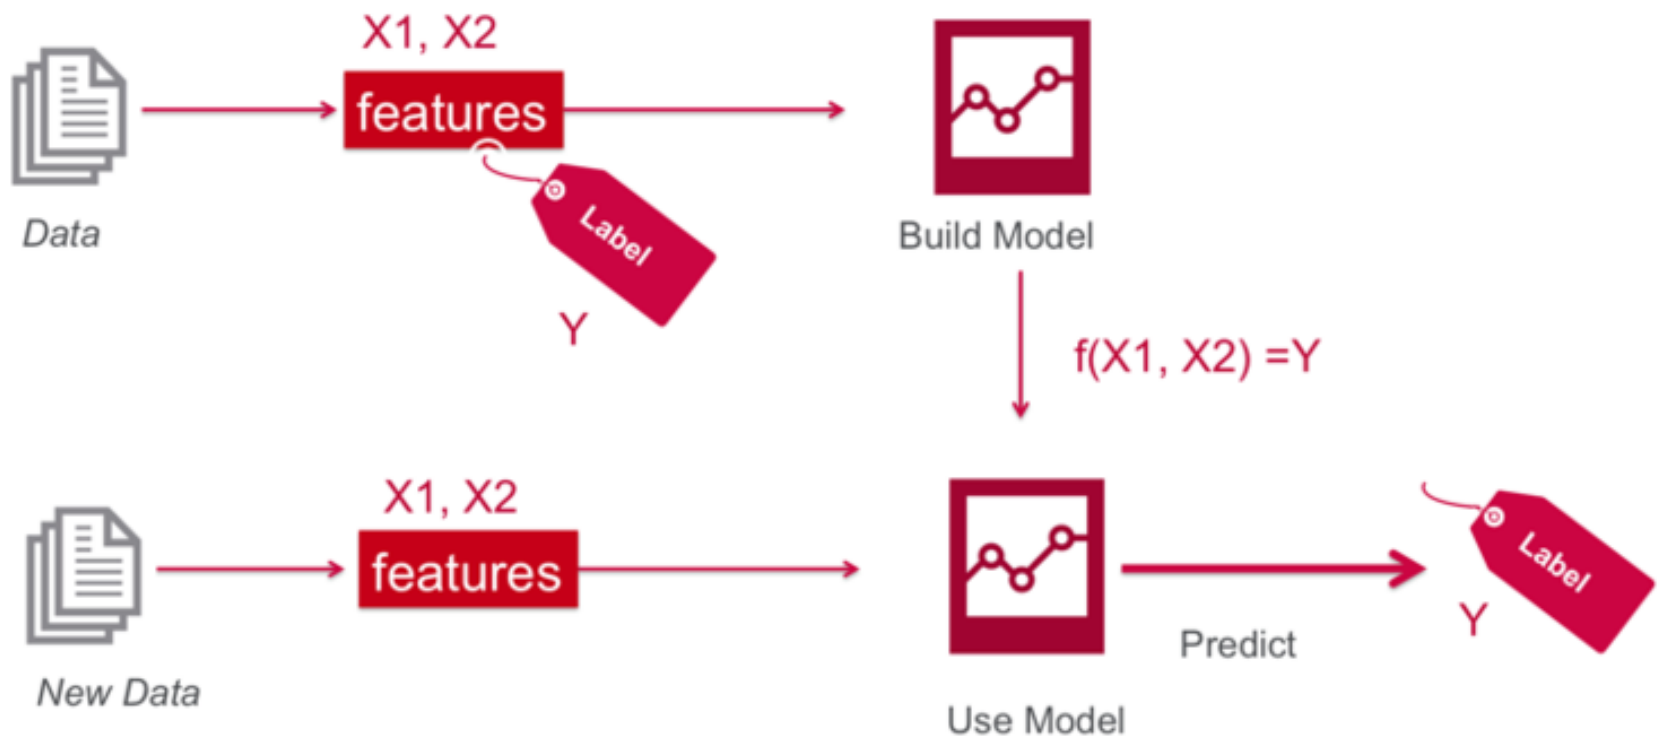 X1, X2
features
Label
Y
Data
Build Model
f(X1, X2) =Y
X1, X2
features
Label
Y
Predict
New Data
Use Model